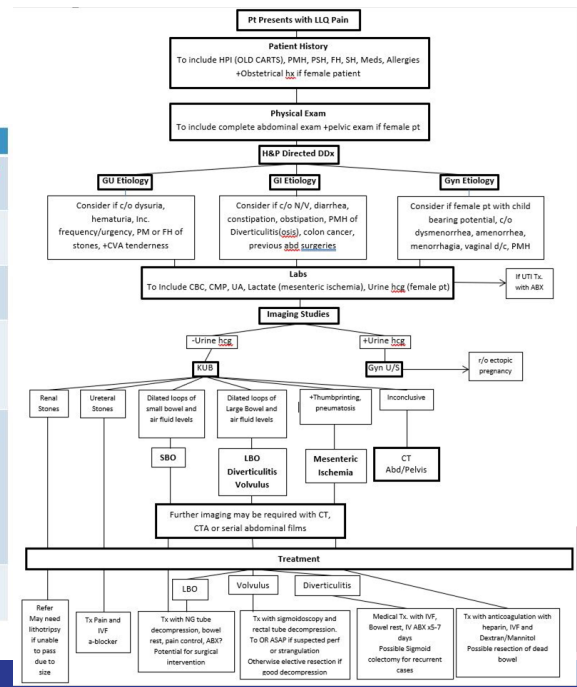 Pt Presents with LLQ Pain
Patient History
To include HPI (OLD CARTS), PMH, PSH, FH, SH, Meds, Allergies
+Obstetrical hx if female patient
Physical Exam
To include complete abdominal exam +pelvic exam if female pt
H&P Directed DDx
GU Etiology
Consider if c/o dysuria,
hematuria, Inc.
frequency/urgency, PM or FH of
stones, +CVA tenderness
GI Etiology
Consider if c/o N/V, diarrhea,
constipation, obstipation, PMH of
Diverticulitis(osis), colon cancer,
previous abd surgeries
Gyn Etiology
Consider if female pt with child
bearing potential, c/o
dysmenorrhea, amenorrhea,
menorrhagia, vaginal d/c, PMH
Labs
To Include CBC, CMP, UA, Lactate (mesenteric ischemia), Urine hcg (female pt)
If UTI Tx.
with ABX
Imaging Studies
-Urine hcg
+Urine hcg
KUB
Gyn U/S
r/o ectopic
pregnancy
Renal
Stones
Ureteral
Stones
Dilated loops of
small bowel and
air fluid levels
Dilated loops of
Large Bowel and
air fluid levels
+Thumbprinting,
pneumatosis
Inconclusive
SBO
LBO
Diverticulitis
Volvulus
Mesenteric
Ischemia
CT
Abd/Pelvis
Further imaging may be required with CT,
CTA or serial abdominal films
Treatment
LBO
Volvulus
Diverticulitis
Refer
May need
lithotripsy
if unable
to pass
due to
size
Tx Pain and
IVF
a-blocker
Tx with NG tube
decompression, bowel
rest, pain control, ABX?
Potential for surgical
intervention
Tx with sigmoidoscopy and
rectal tube decompression.
To OR ASAP if suspected perf
or strangulation
Otherwise elective resection if
good decompression
Medical Tx. with IVF,
Bowel rest, IV ABX x5-7
days
Possible Sigmoid
colectomy for recurrent
cases
Tx with anticoagulation with
heparin, IVF and
Dextran/Mannitol
Possible resection of dead
bowel